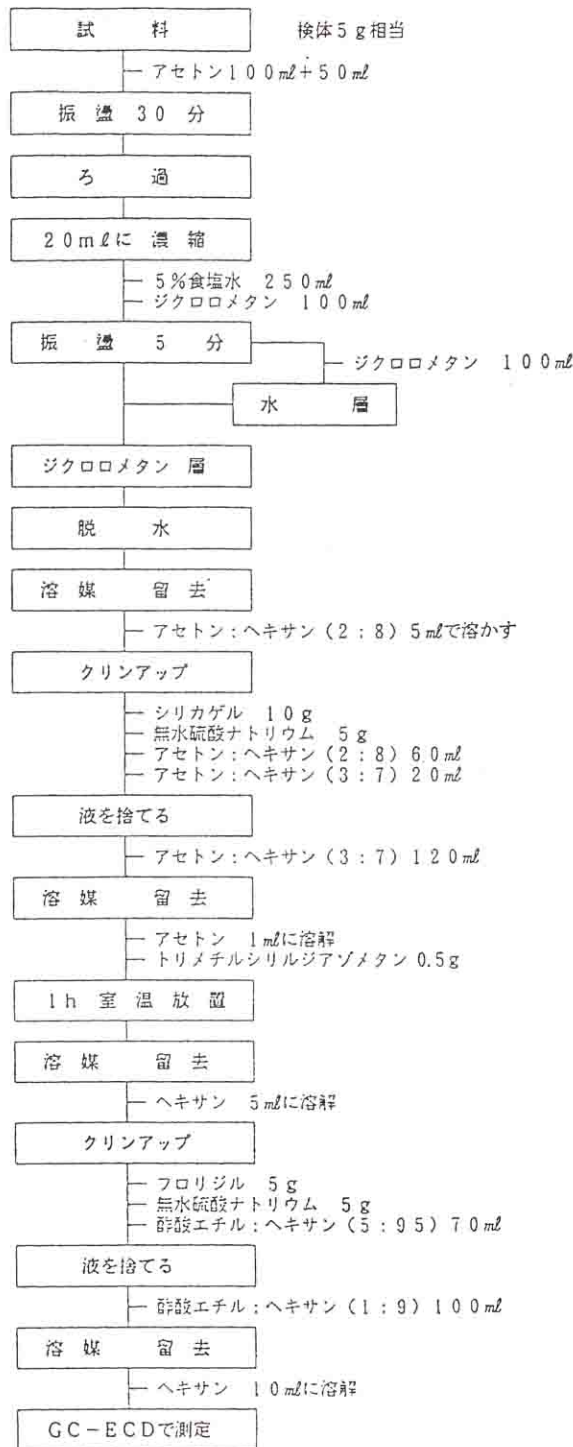 試 料 検体5g相当
アセトン100㎖+50㎖
振盪 30 分
ろ 過
20mℓに 濃縮
5%食塩水 250㎖
ジクロロメタン 100㎖
振 盪 5 分
ジクロロメタン 100㎖
水 層
ジクロロメタン 層
脱 水
溶媒 留去
アセトン:ヘキサン(2:8)5㎖で溶かす
クリンアップ
シリカゲル 10g
無水硫酸ナトリウム 5g
アセトン:ヘキサン(2:8)60㎖
アセトン:ヘキサン(3:7)20㎖
液を捨てる
アセトン:ヘキサン(3:7)120㎖
溶媒 留去
アセトン 1㎖に溶解
トリメチルシリルジアゾメタン 0.5g
1h 室温放置
溶媒 留去
ヘキサン 5㎖に溶解
クリンアップ
フロリジル 5g
無水硫酸ナトリウム 5g
酢酸エチル:ヘキサン(5:95)70㎖
液を捨てる
酢酸エチル:ヘキサン(1:9)100㎖
溶媒 留去
ヘキサン 10㎖に溶解
GC-ECDで測定